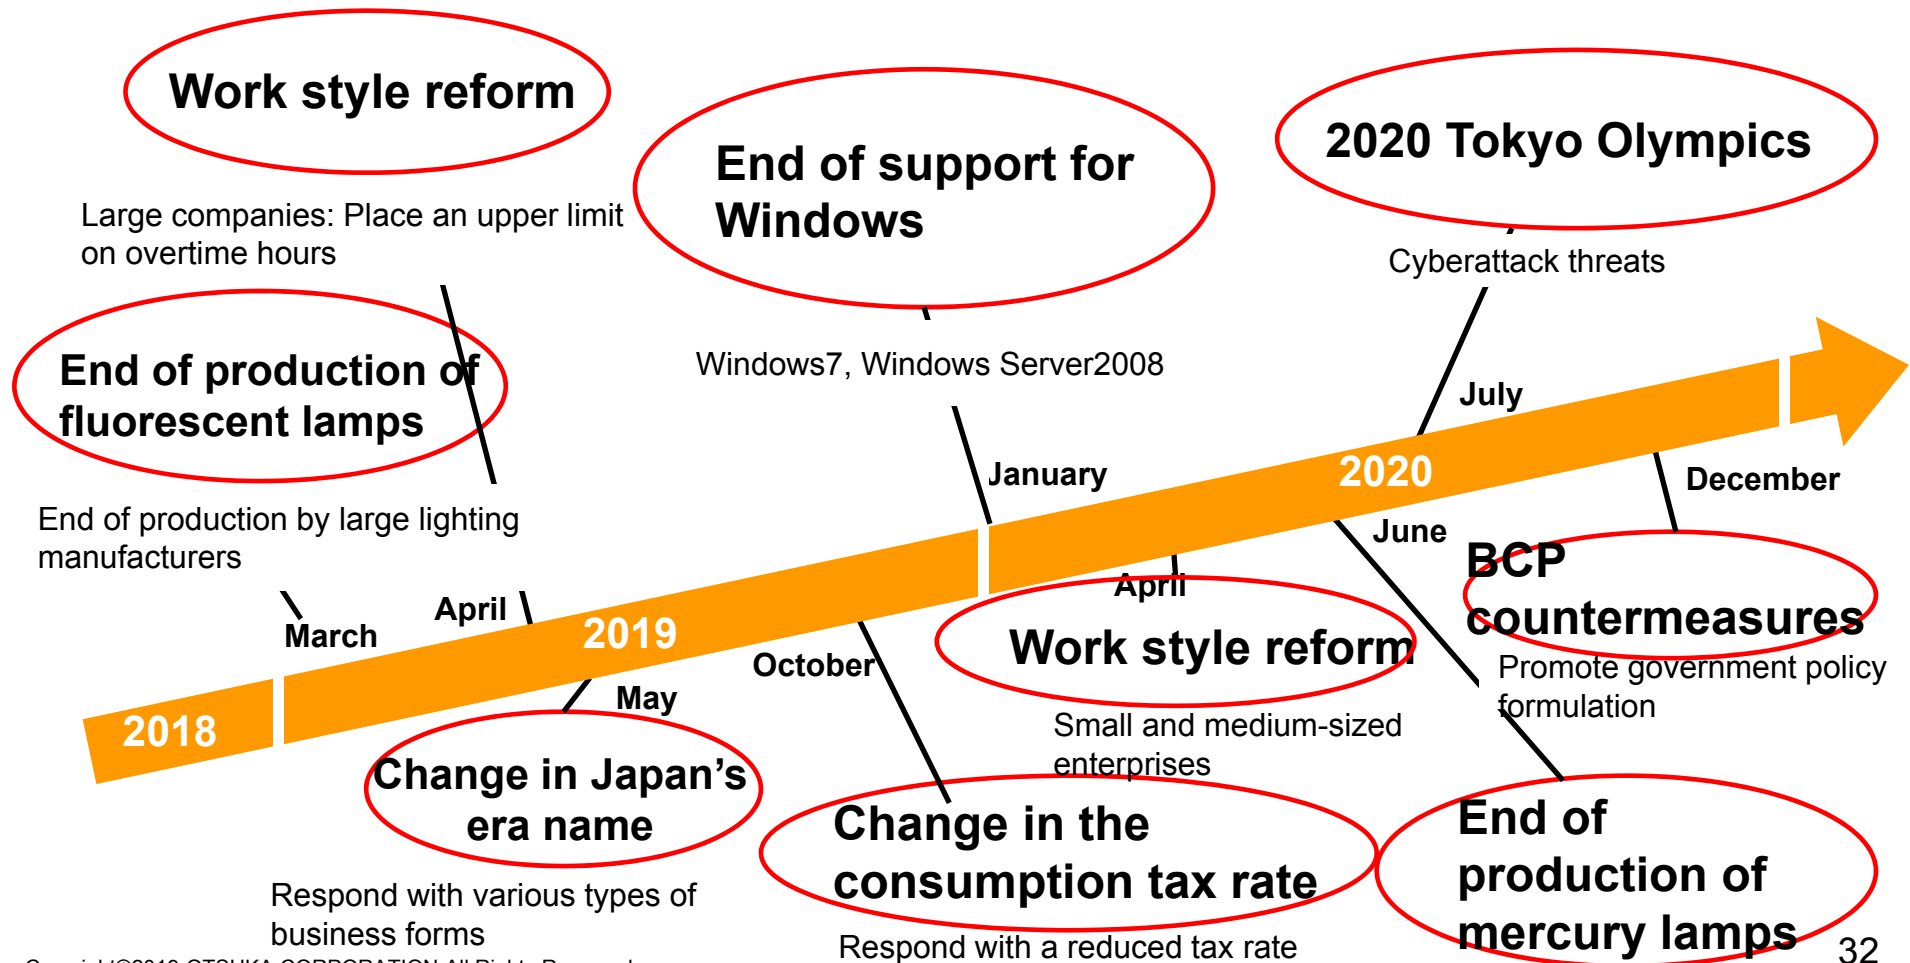 Work style reform
Large companies: Place an upper limit
on overtime hours
End of support for
Windows
Windows7, Windows Server2008
2020 Tokyo Olympics
Cyberattack threats
End of production of
fluorescent lamps
End of production by large lighting
manufacturers
March
April
January
July
2018
2019
2020
May
October
April
June
December
Change in Japan’s
era name
Respond with various types of
business forms
Change in the
consumption tax rate
Respond with a reduced tax rate
Work style reform
Small and medium-sized
enterprises
BCP
countermeasures
Promote government policy
formulation
End of
production of
mercury lamps
32